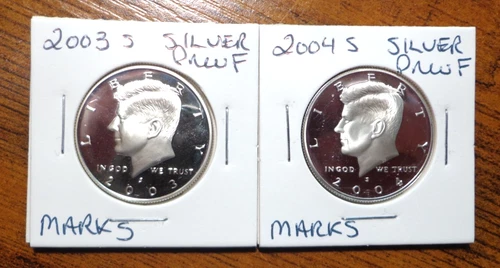 2003 S SILVER
PROOF
LIBERTY
IN GOD WE TRUST
S
2003
MARKS
2004 S SILVER
PROOF
LIBERTY
IN GOD WE TRUST
S
2004
MARKS